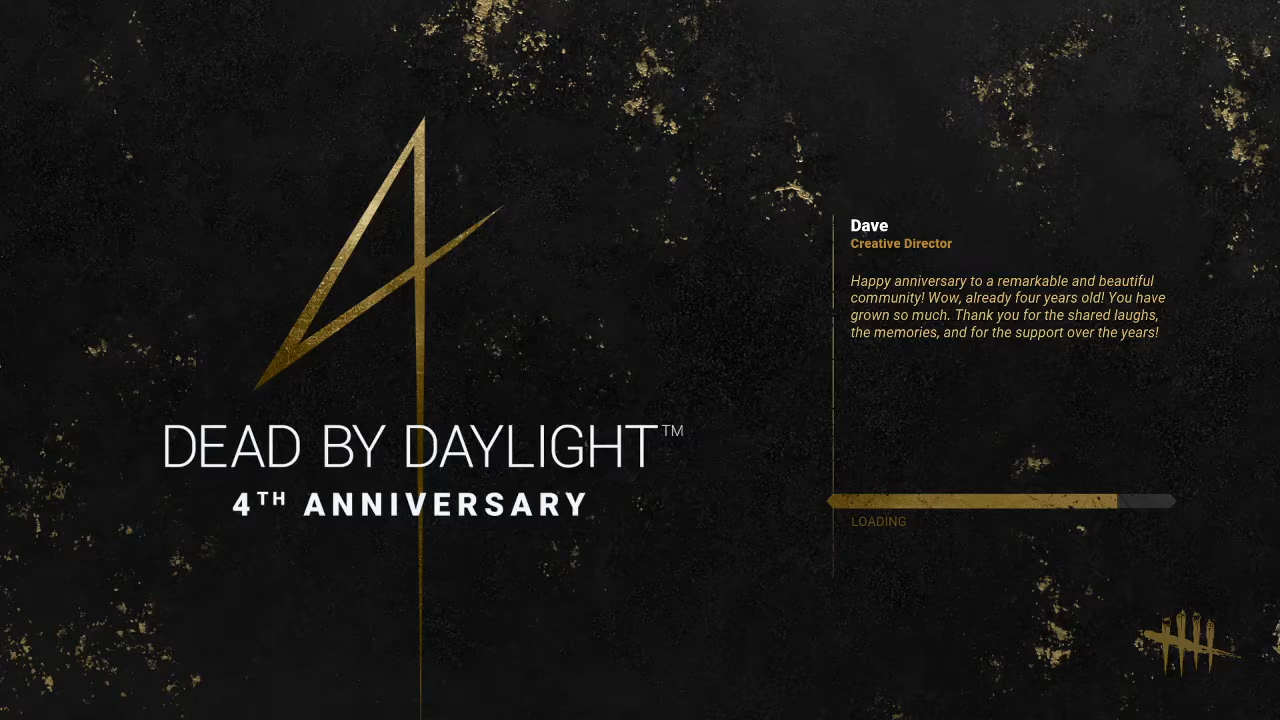 4
DEAD BY DAYLIGHT™
4TH ANNIVERSARY
Dave
Creative Director
Happy anniversary to a remarkable and beautiful
community! Wow, already four years old! You have
grown so much. Thank you for the shared laughs,
the memories, and for the support over the years!
LOADING